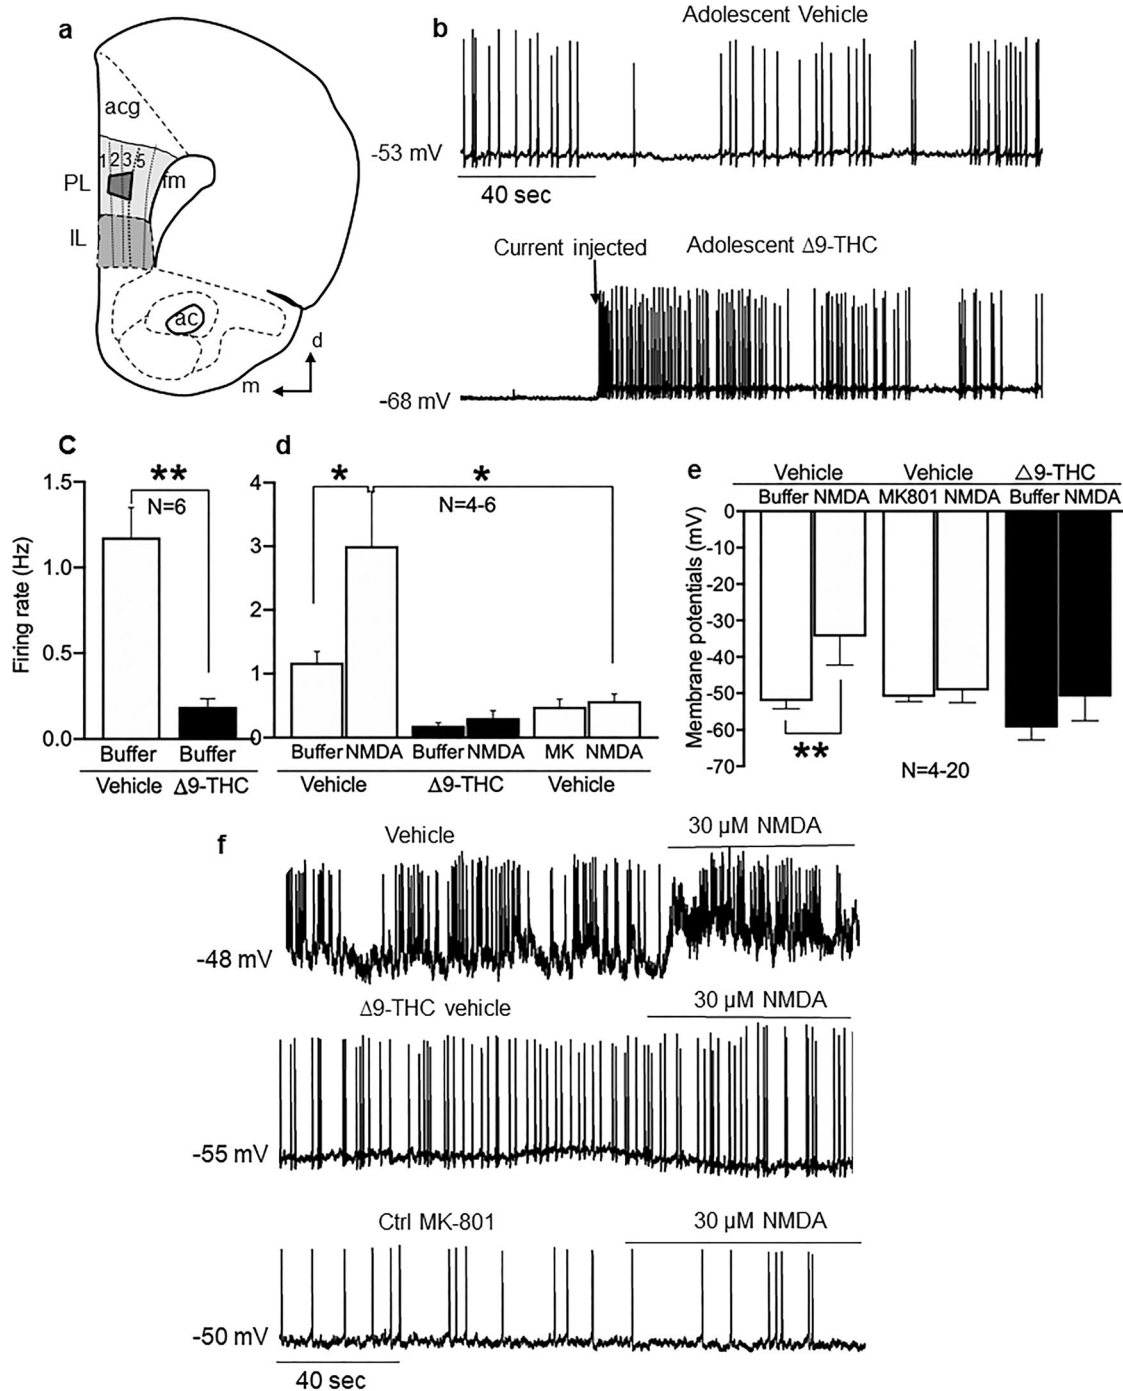 a
acg
1 2 3 5
PL
fm
IL
ac
d
m
b
Adolescent Vehicle
-53 mV
40 sec
Current injected
Adolescent Δ9-THC
-68 mV
C
Firing rate (Hz)
1.5
1.0
0.5
0.0
**
N=6
Buffer Buffer
Vehicle Δ9-THC
d
4
3
2
1
0
*
*
N=4-6
Buffer NMDA Buffer NMDA MK NMDA
Vehicle Δ9-THC Vehicle
e
Vehicle Vehicle △9-THC
Buffer NMDA MK801 NMDA Buffer NMDA
Membrane potentials (mV)
0
-10
-20
-30
-40
-50
-60
-70
**
N=4-20
f
Vehicle
30 µM NMDA
-48 mV
Δ9-THC vehicle
30 µM NMDA
-55 mV
Ctrl MK-801
30 µM NMDA
-50 mV
40 sec